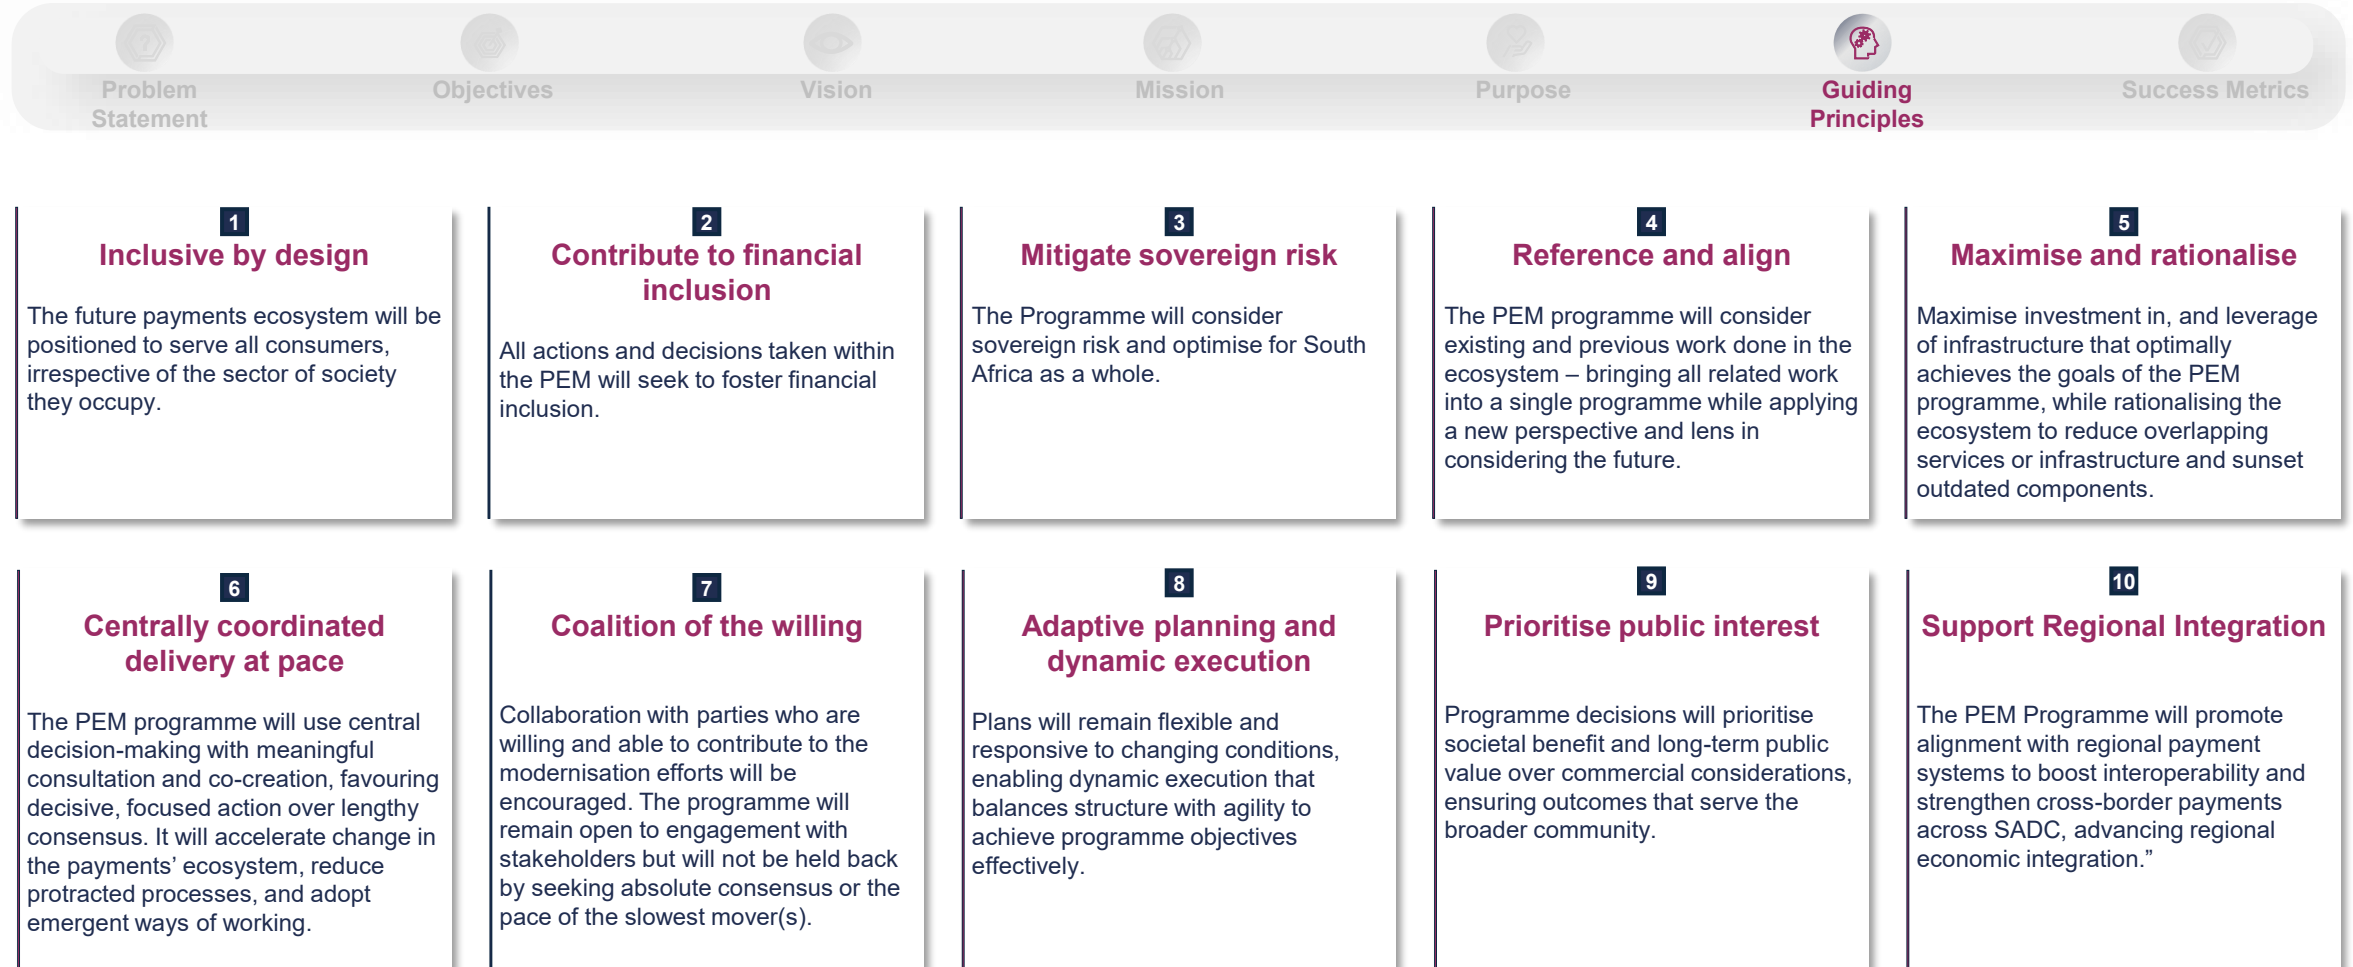 Problem
Statement
Objectives
Vision
Mission
Purpose
Guiding
Principles
Success Metrics
1
Inclusive by design
The future payments ecosystem will be
positioned to serve all consumers,
irrespective of the sector of society
they occupy.
2
Contribute to financial
inclusion
All actions and decisions taken within
the PEM will seek to foster financial
inclusion.
3
Mitigate sovereign risk
The Programme will consider
sovereign risk and optimise for South
Africa as a whole.
4
Reference and align
The PEM programme will consider
existing and previous work done in the
ecosystem – bringing all related work
into a single programme while applying
a new perspective and lens in
considering the future.
5
Maximise and rationalise
Maximise investment in, and leverage
of infrastructure that optimally
achieves the goals of the PEM
programme, while rationalising the
ecosystem to reduce overlapping
services or infrastructure and sunset
outdated components.
6
Centrally coordinated
delivery at pace
The PEM programme will use central
decision-making with meaningful
consultation and co-creation, favouring
decisive, focused action over lengthy
consensus. It will accelerate change in
the payments’ ecosystem, reduce
protracted processes, and adopt
emergent ways of working.
7
Coalition of the willing
Collaboration with parties who are
willing and able to contribute to the
modernisation efforts will be
encouraged. The programme will
remain open to engagement with
stakeholders but will not be held back
by seeking absolute consensus or the
pace of the slowest mover(s).
8
Adaptive planning and
dynamic execution
Plans will remain flexible and
responsive to changing conditions,
enabling dynamic execution that
balances structure with agility to
achieve programme objectives
effectively.
9
Prioritise public interest
Programme decisions will prioritise
societal benefit and long-term public
value over commercial considerations,
ensuring outcomes that serve the
broader community.
10
Support Regional Integration
The PEM Programme will promote
alignment with regional payment
systems to boost interoperability and
strengthen cross-border payments
across SADC, advancing regional
economic integration.”